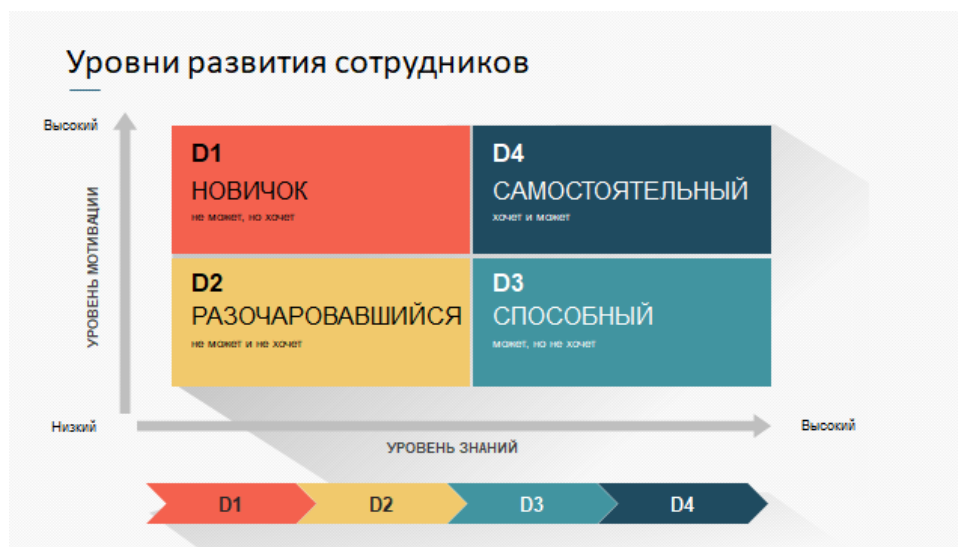 Уровни развития сотрудников
Высокий
УРОВЕНЬ МОТИВАЦИИ
D1
НОВИЧОК
не может, но хочет
D4
САМОСТОЯТЕЛЬНЫЙ
хочет и может
D2
РАЗОЧАРОВАВШИЙСЯ
не может и не хочет
D3
СПОСОБНЫЙ
может, но не хочет
Низкий
УРОВЕНЬ ЗНАНИЙ
Высокий
D1 D2 D3 D4